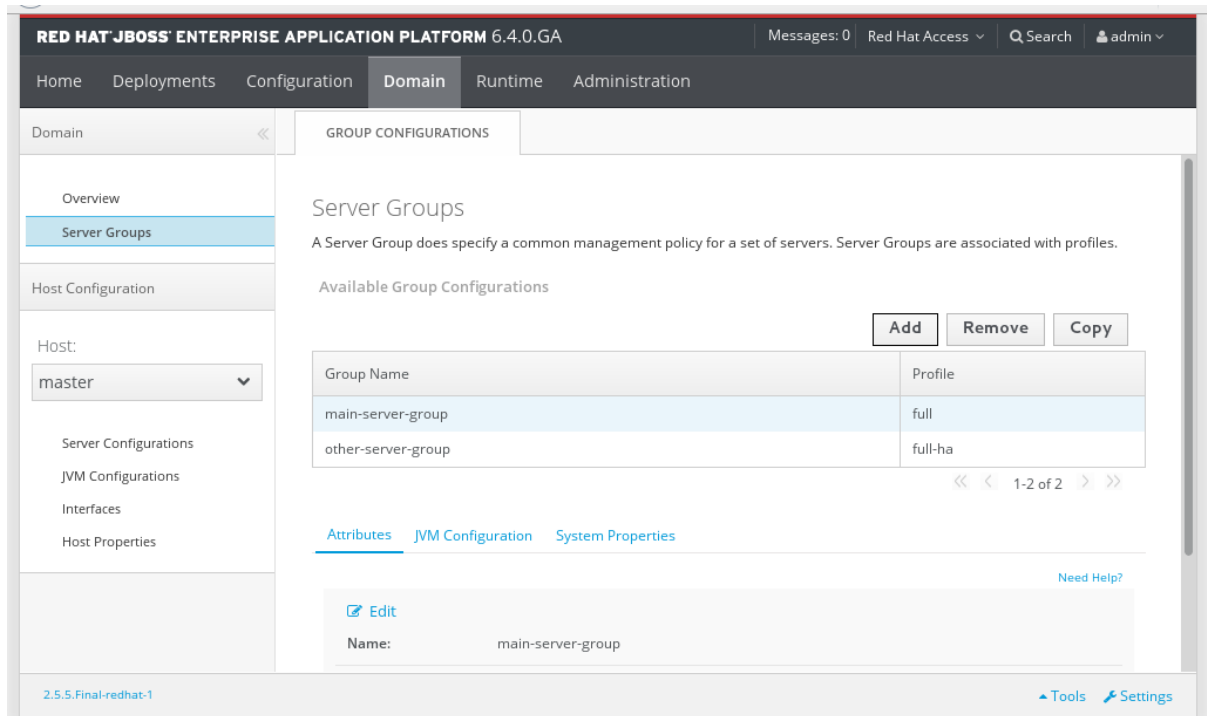 RED HAT JBOSS ENTERPRISE APPLICATION PLATFORM 6.4.0.GA Messages: 0 Red Hat Access Search admin
Home Deployments Configuration Domain Runtime Administration
Domain GROUP CONFIGURATIONS
Overview
Server Groups
Server Groups
A Server Group does specify a common management policy for a set of servers. Server Groups are associated with profiles.
Host Configuration
Available Group Configurations
Add Remove Copy
Host:
master
Group Name Profile
main-server-group full
other-server-group full-ha
1-2 of 2
Server Configurations
JVM Configurations
Interfaces
Host Properties
Attributes JVM Configuration System Properties
Need Help?
Edit
Name: main-server-group
2.5.5.Final-redhat-1 Tools Settings